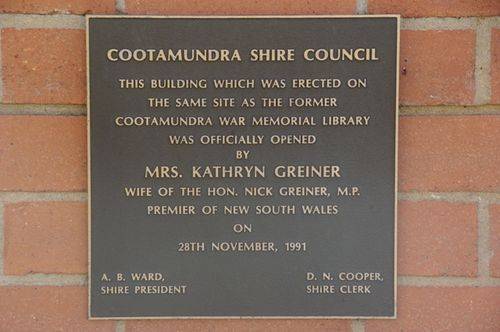 COOTAMUNDRA SHIRE COUNCIL
THIS BUILDING WHICH WAS ERECTED ON
THE SAME SITE AS THE FORMER
COOTAMUNDRA WAR MEMORIAL LIBRARY
WAS OFFICIALLY OPENED
BY
MRS. KATHRYN GREINER
WIFE OF THE HON. NICK GREINER, M.P.
PREMIER OF NEW SOUTH WALES
ON
28TH NOVEMBER, 1991
A. B. WARD,
SHIRE PRESIDENT
D. N. COOPER,
SHIRE CLERK